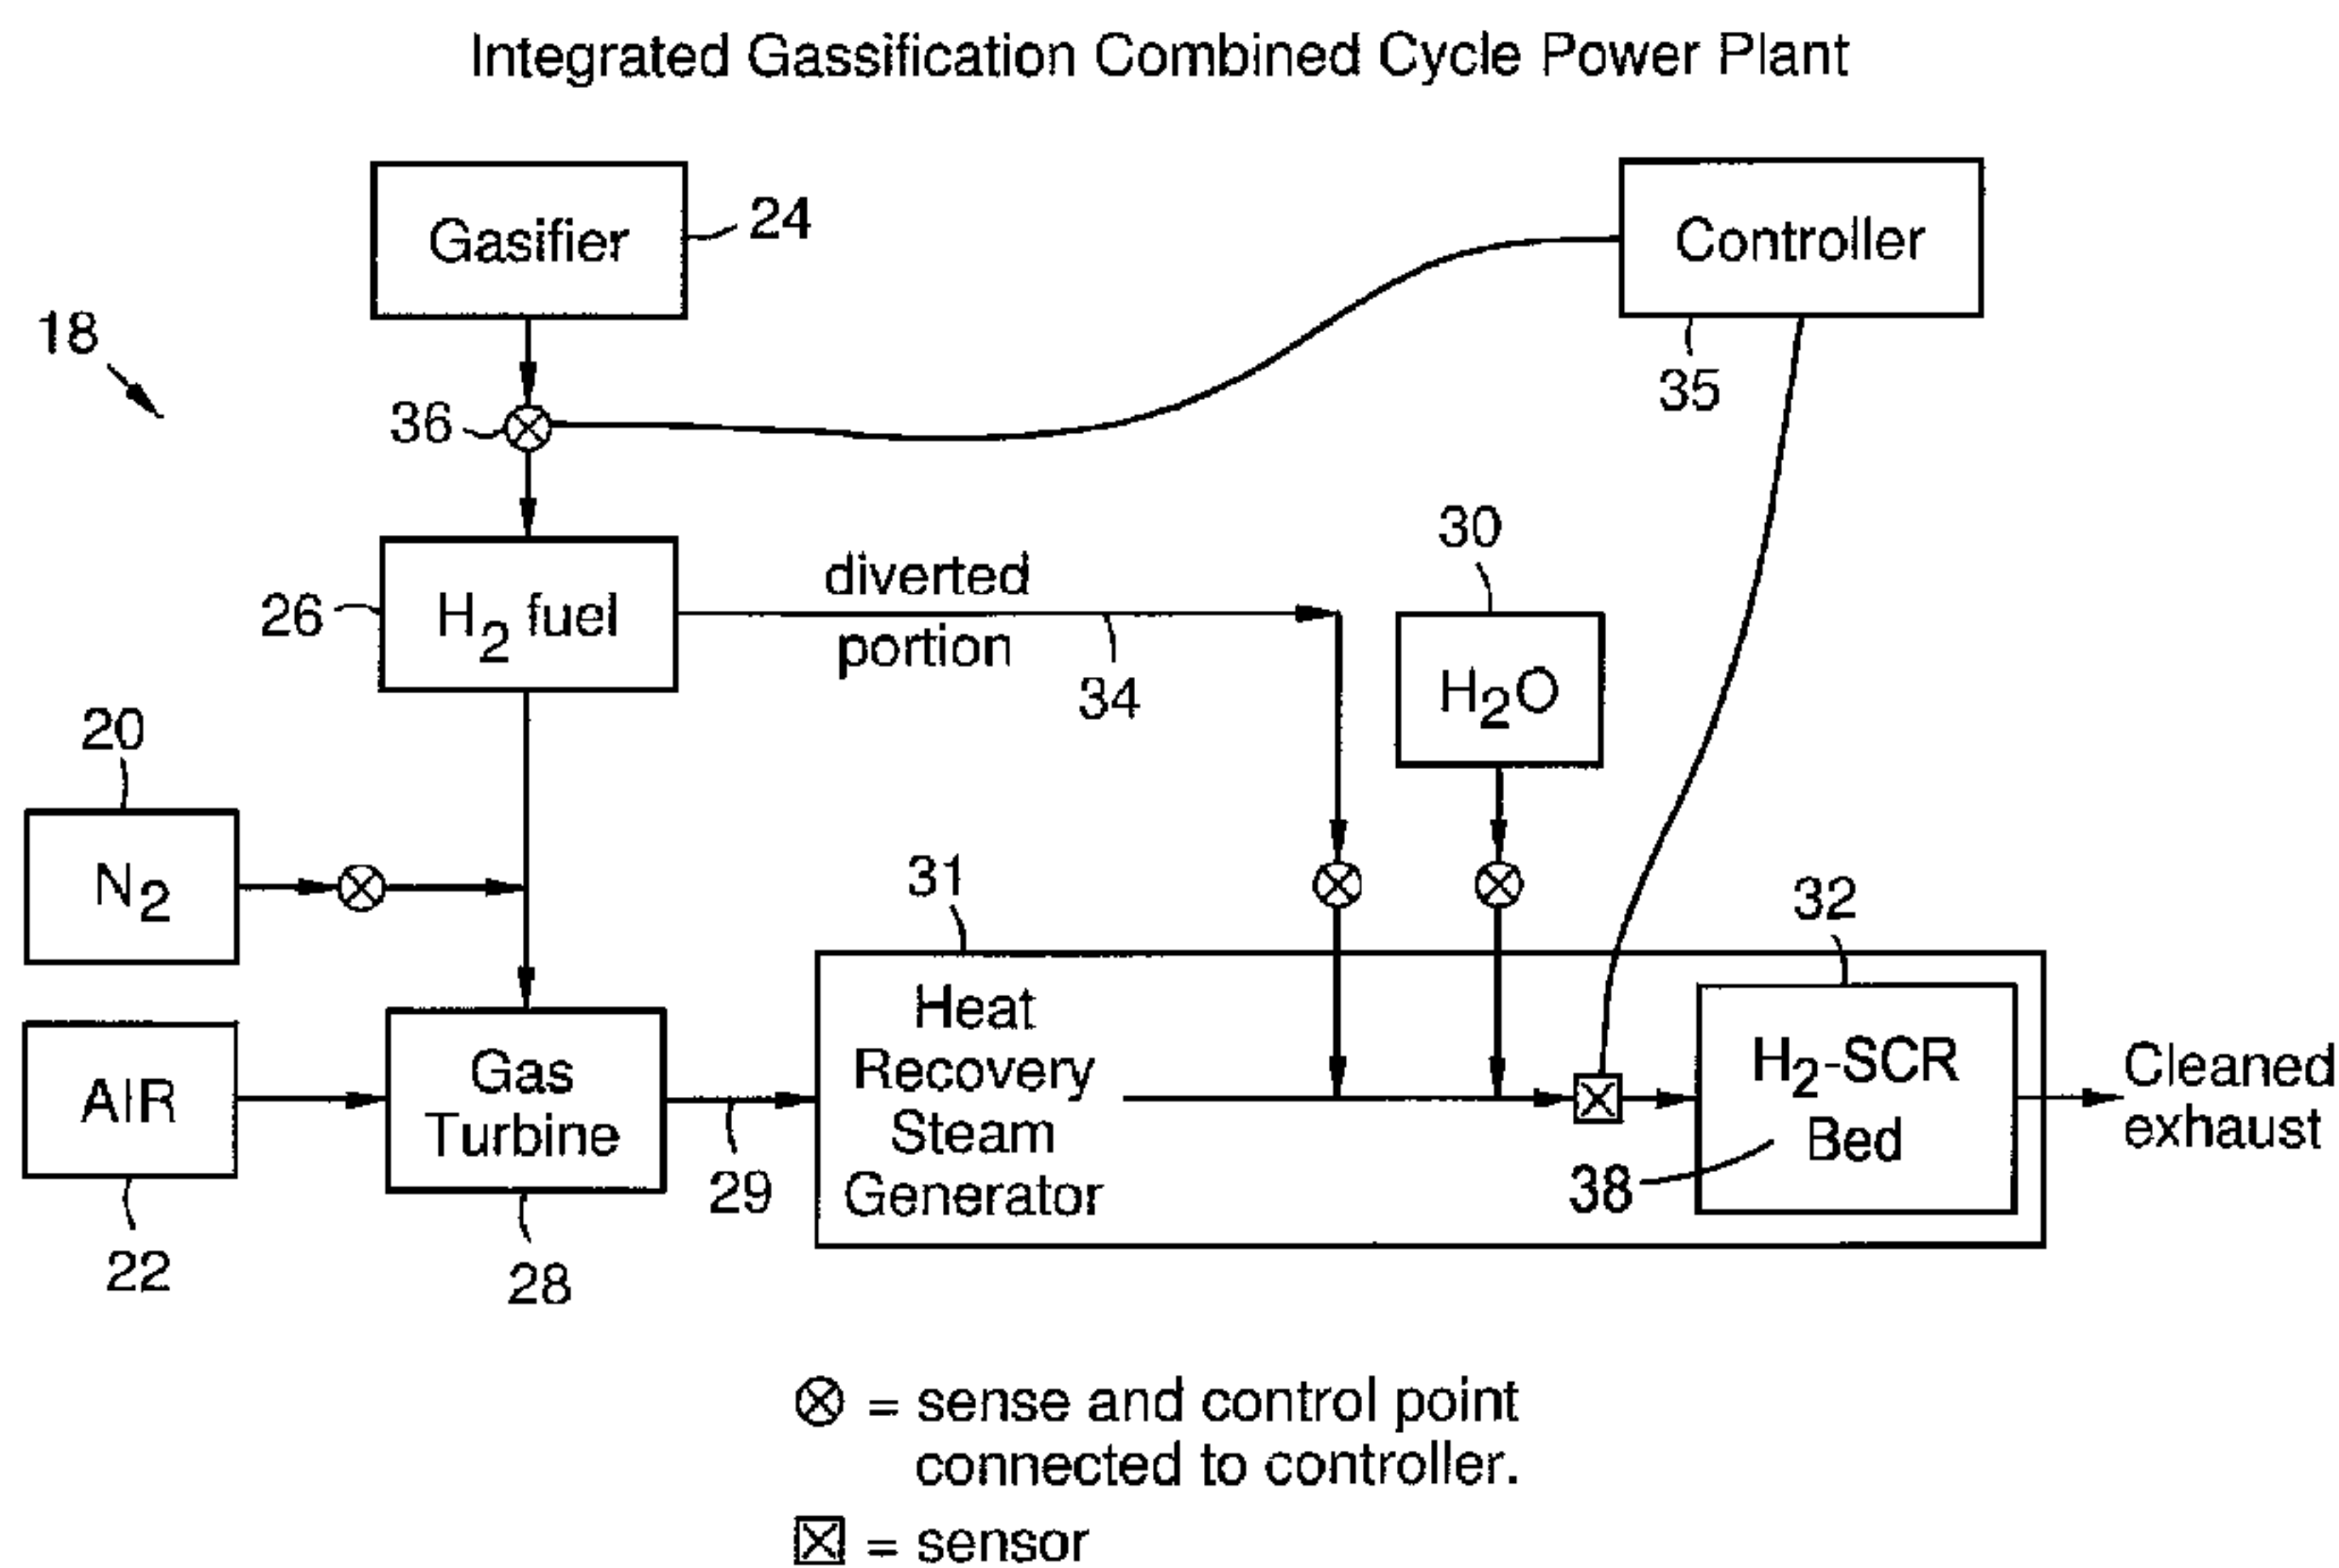 Integrated Gassification Combined Cycle Power Plant
Gasifier
24
Controller
18
36
35
30
26
H2 fuel
diverted
portion
34
H2O
20
N2
31
32
AIR
22
Gas
Turbine
28
29
Heat
Recovery
Steam
Generator
H2-SCR
Bed
38
Cleaned
exhaust
= sense and control point
connected to controller.
= sensor